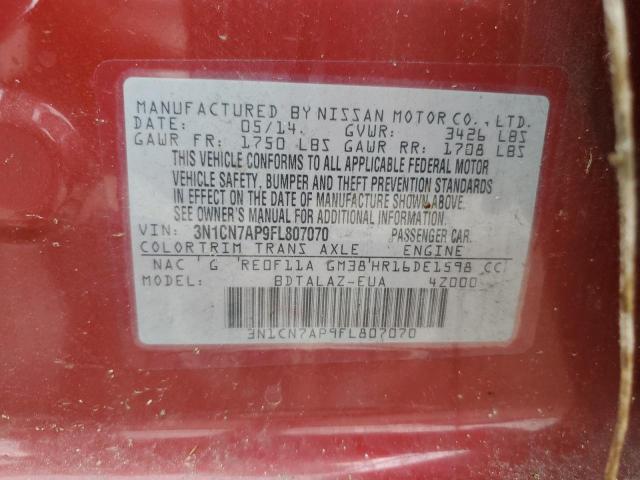 MANUFACTURED BY NISSAN MOTOR CO., LTD.
DATE: 05/14. GVWR: 3426 LBS
GAWR FR: 1750 LBS GAWR RR: 1708 LBS
THIS VEHICLE CONFORMS TO ALL APPLICABLE FEDERAL MOTOR
VEHICLE SAFETY, BUMPER AND THEFT PREVENTION STANDARDS
IN EFFECT ON THE DATE OF MANUFACTURE SHOWN ABOVE.
SEE OWNER'S MANUAL FOR ADDITIONAL INFORMATION.
VIN: 3N1CN7AP9FL807070 PASSENGER CAR.
COLOR TRIM TRANS AXLE ENGINE
NAC G RE0F11A GM38 HR16DE1598 CC
MODEL: BDTALAZ-EUA 4Z000
3N1CN7AP9FL807070